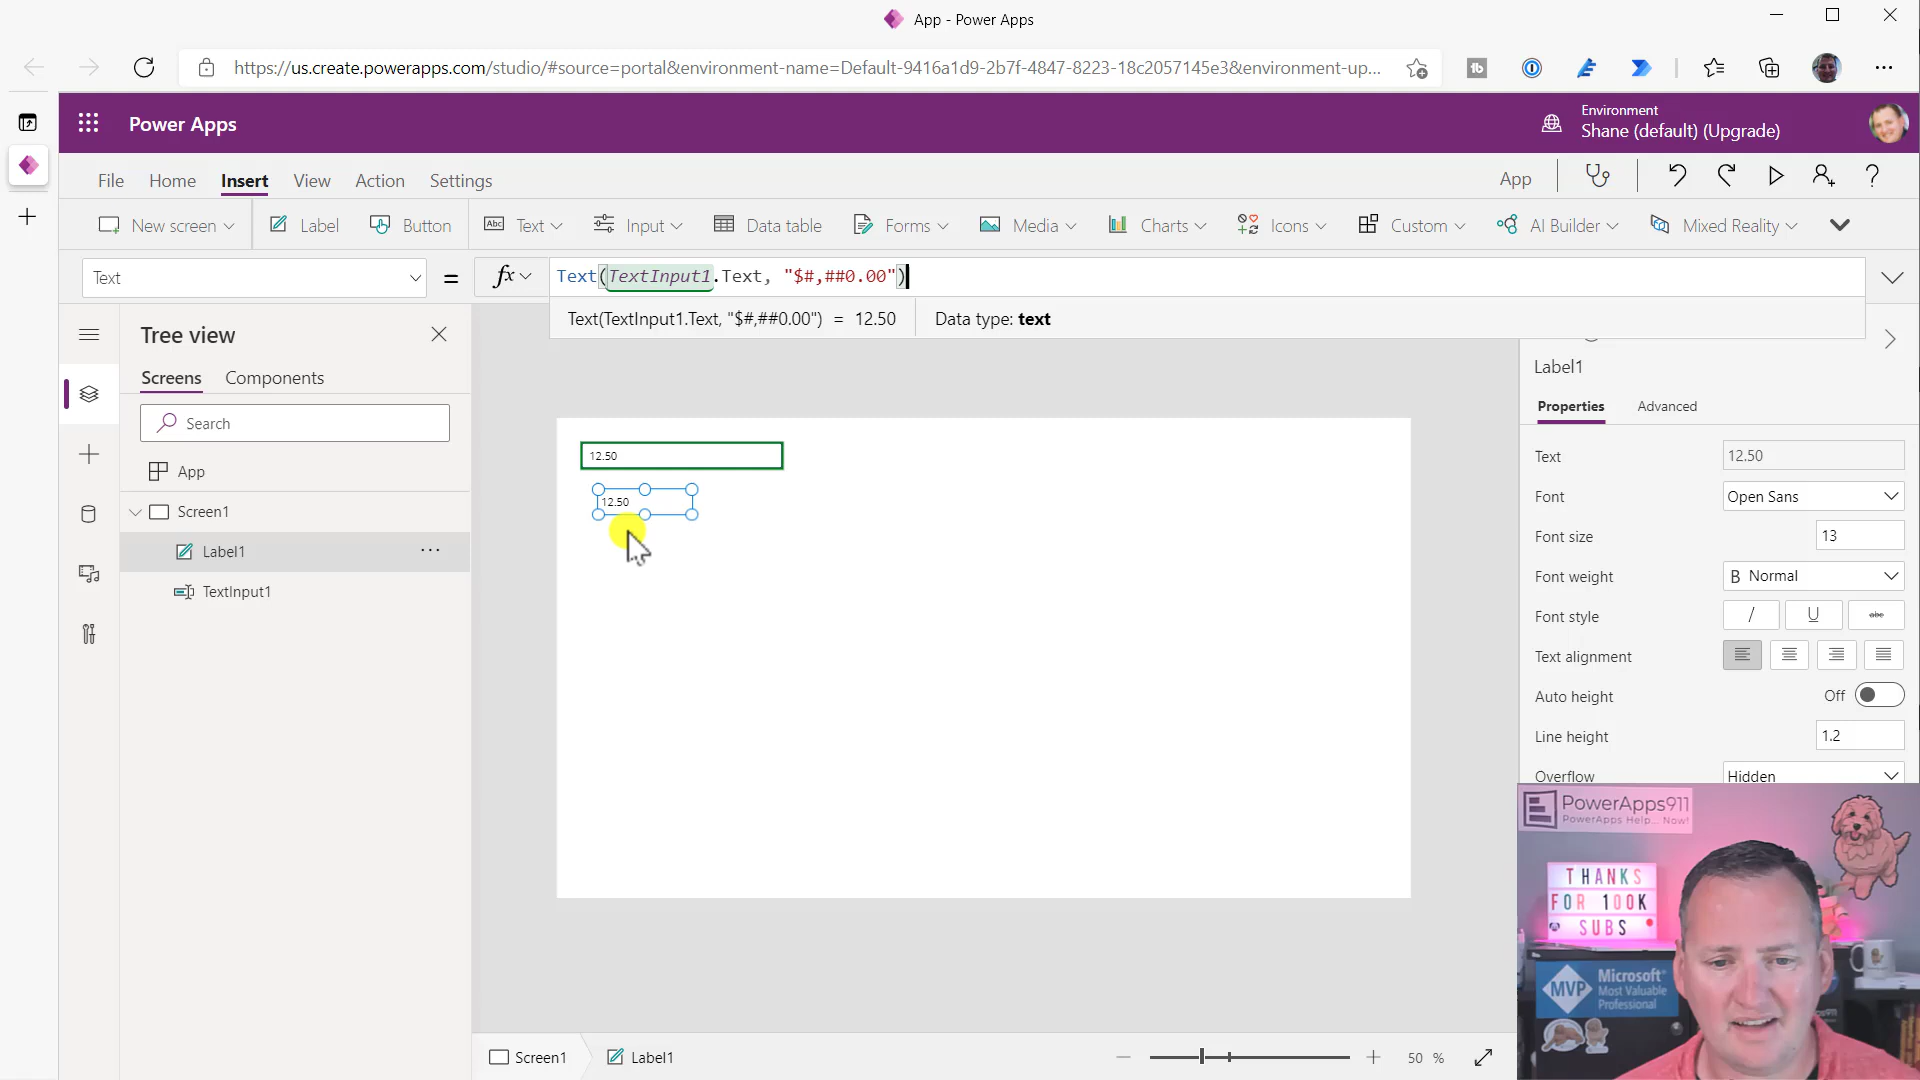 App - Power Apps
https://us.create.powerapps.com/studio/#source=portal&environment-name=Default-9416a1d9-2b7f-4847-8223-18c2057145e3&environment-up...
Power Apps
Environment
Shane (default) (Upgrade)
File Home Insert View Action Settings
App
New screen Label Button Text Input Data table Forms Media Charts Icons Custom AI Builder Mixed Reality
Text = fx Text(TextInput1.Text, "$#,##0.00")
Text(TextInput1.Text, "$#,##0.00") = 12.50 Data type: text
Tree view
Screens Components
Search
App
Screen1
Label1 ...
TextInput1
12.50
12.50
Label1
Properties Advanced
Text 12.50
Font Open Sans
Font size 13
Font weight B Normal
Font style / U abc
Text alignment
Auto height Off
Line height 1.2
Overflow Hidden
PowerApps911
PowerApps Help... Now!
THANKS
FOR 100K
SUBS
MVP Microsoft
Most Valuable
Professional
Screen1 Label1 50 %